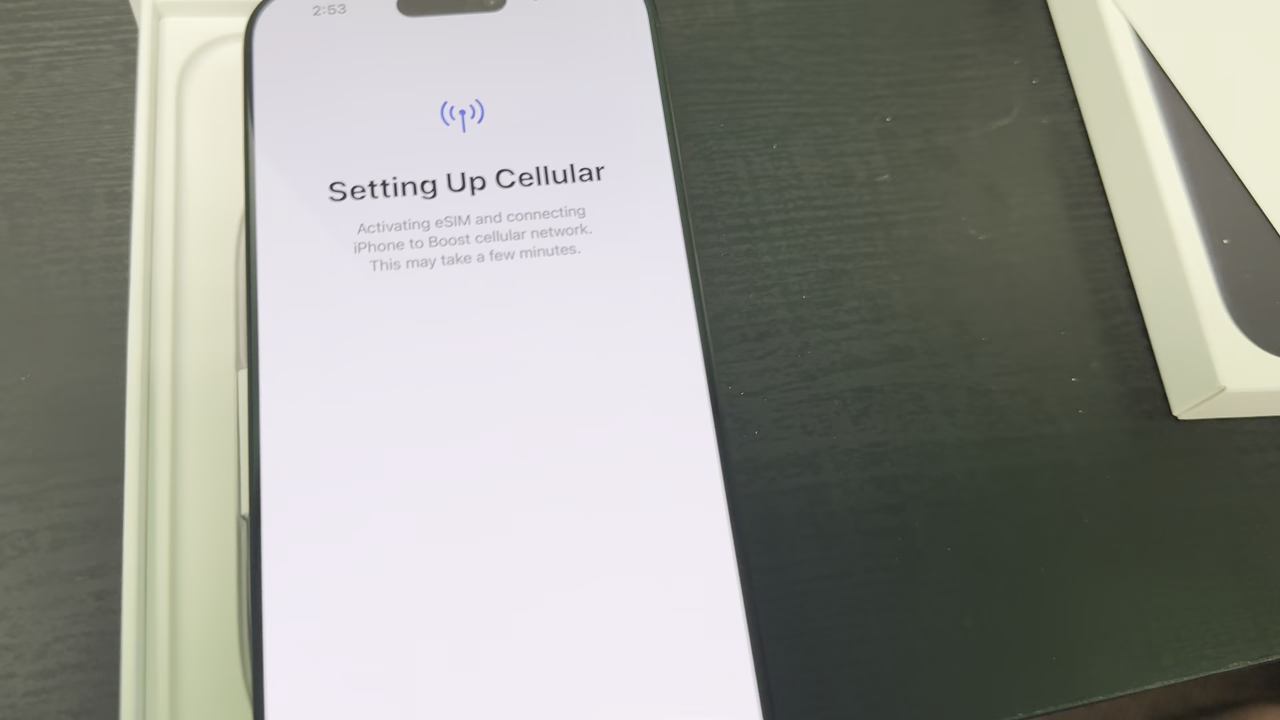 2:53
Setting Up Cellular
Activating eSIM and connecting
iPhone to Boost cellular network.
This may take a few minutes.